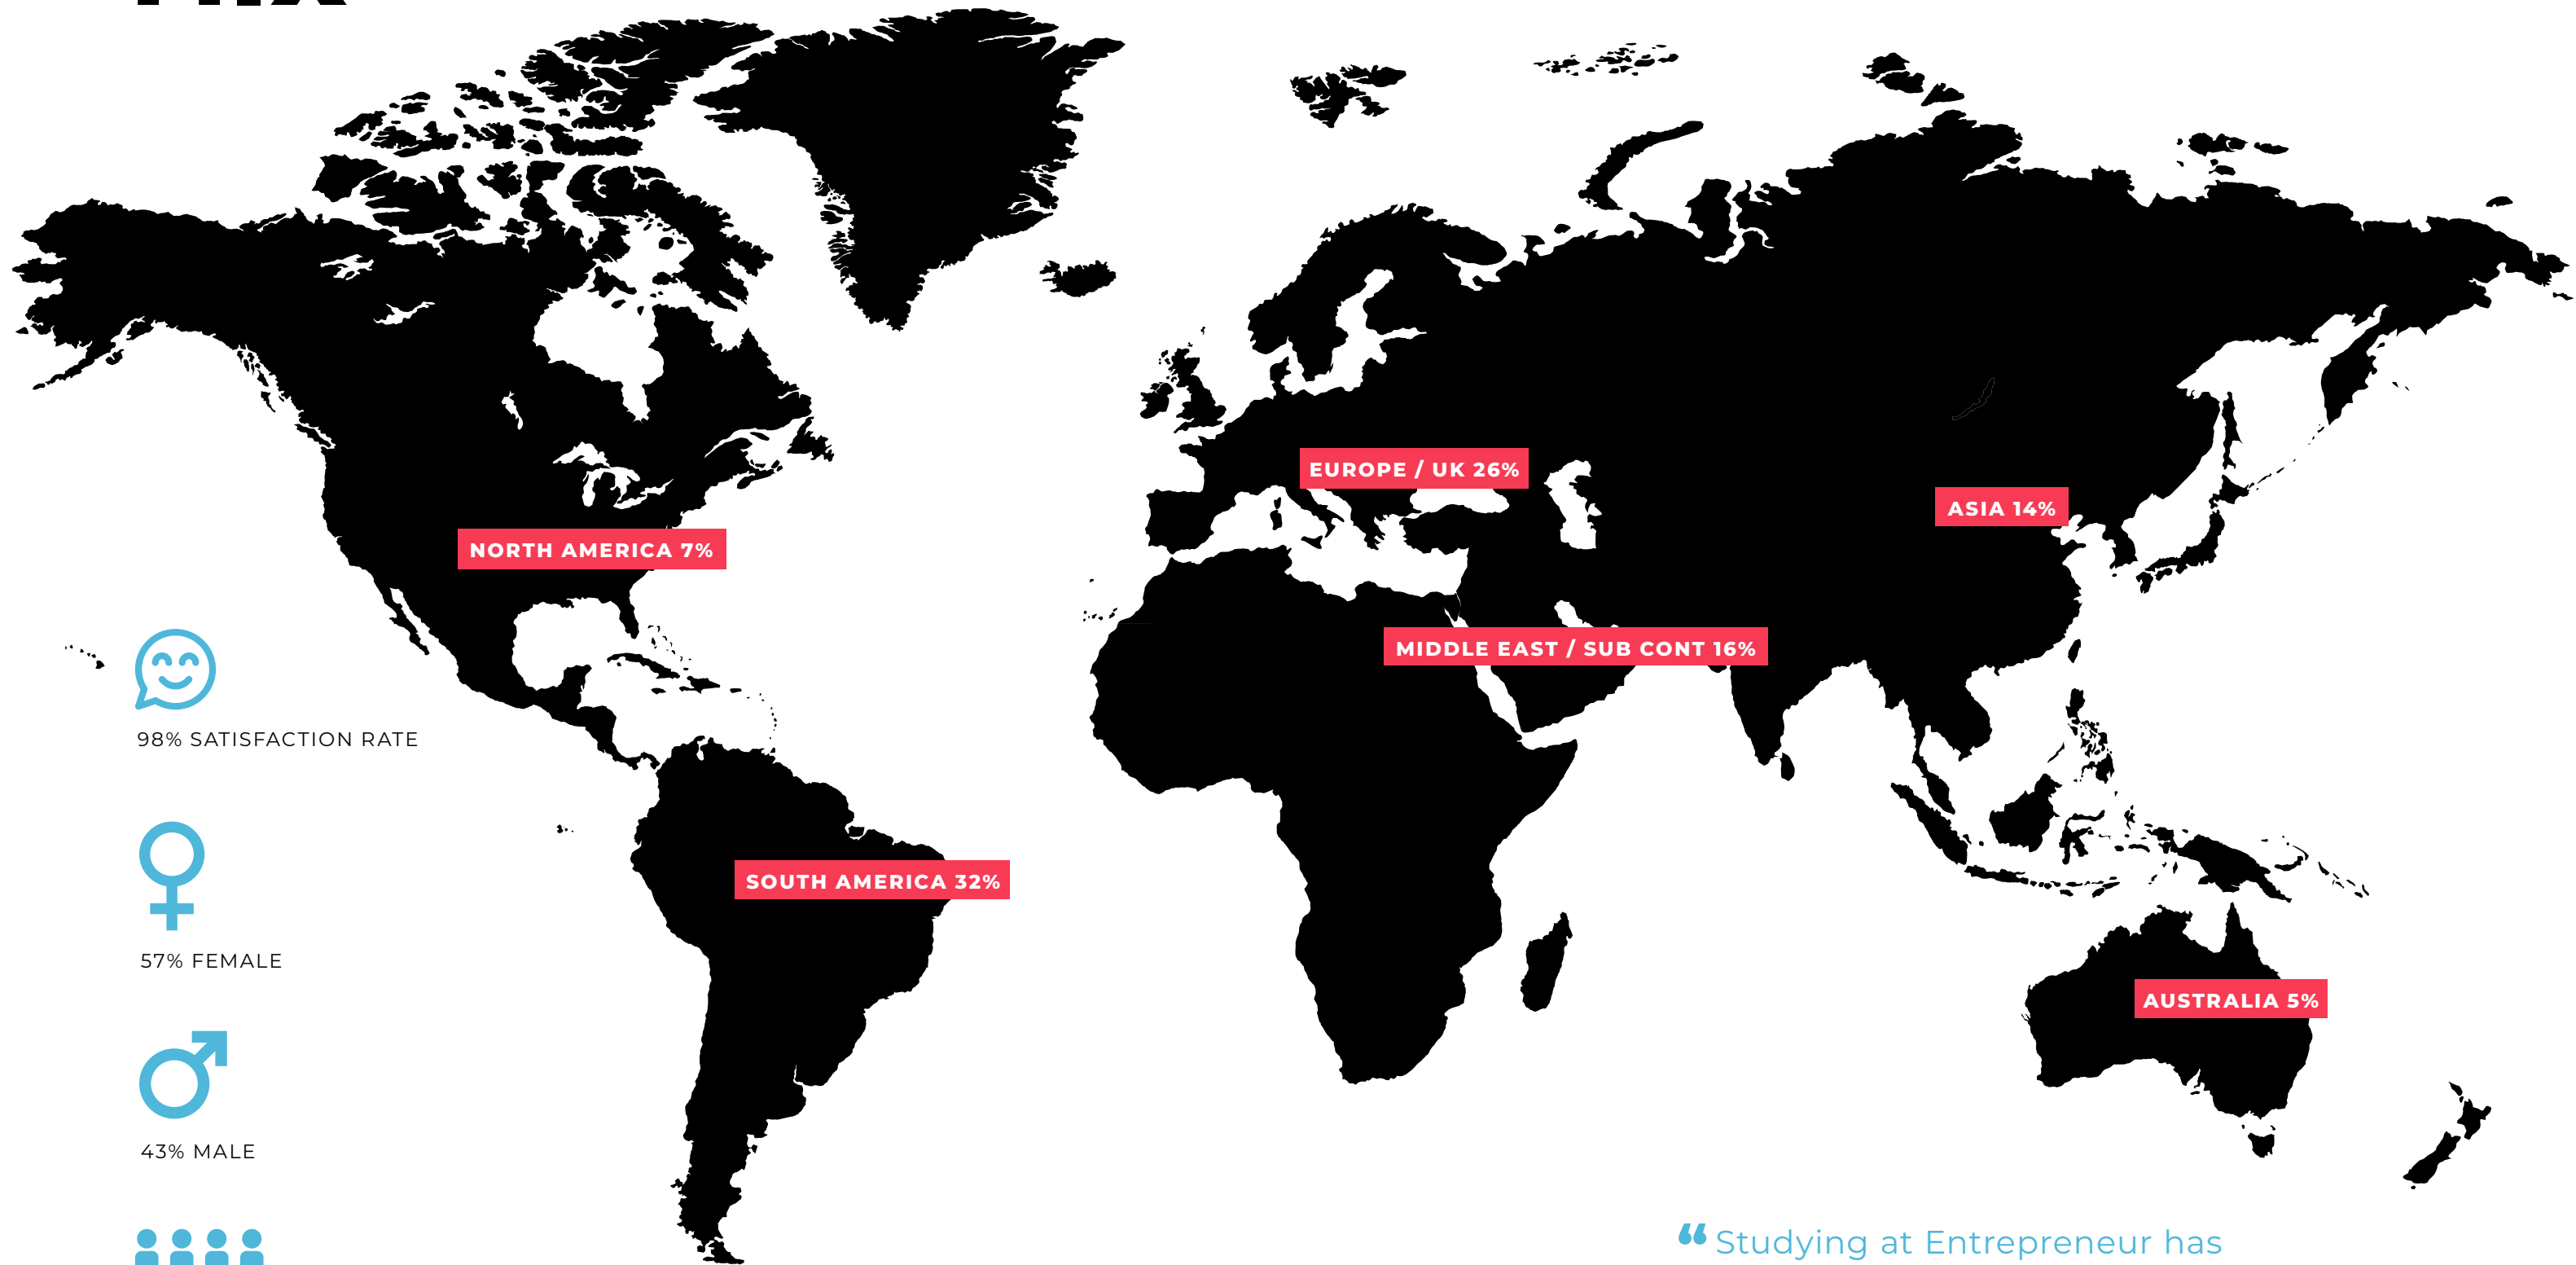 EUROPE / UK 26%
ASIA 14%
NORTH AMERICA 7%
MIDDLE EAST / SUB CONT 16%
98% SATISFACTION RATE
SOUTH AMERICA 32%
57% FEMALE
AUSTRALIA 5%
43% MALE
“Studying at Entrepreneur has